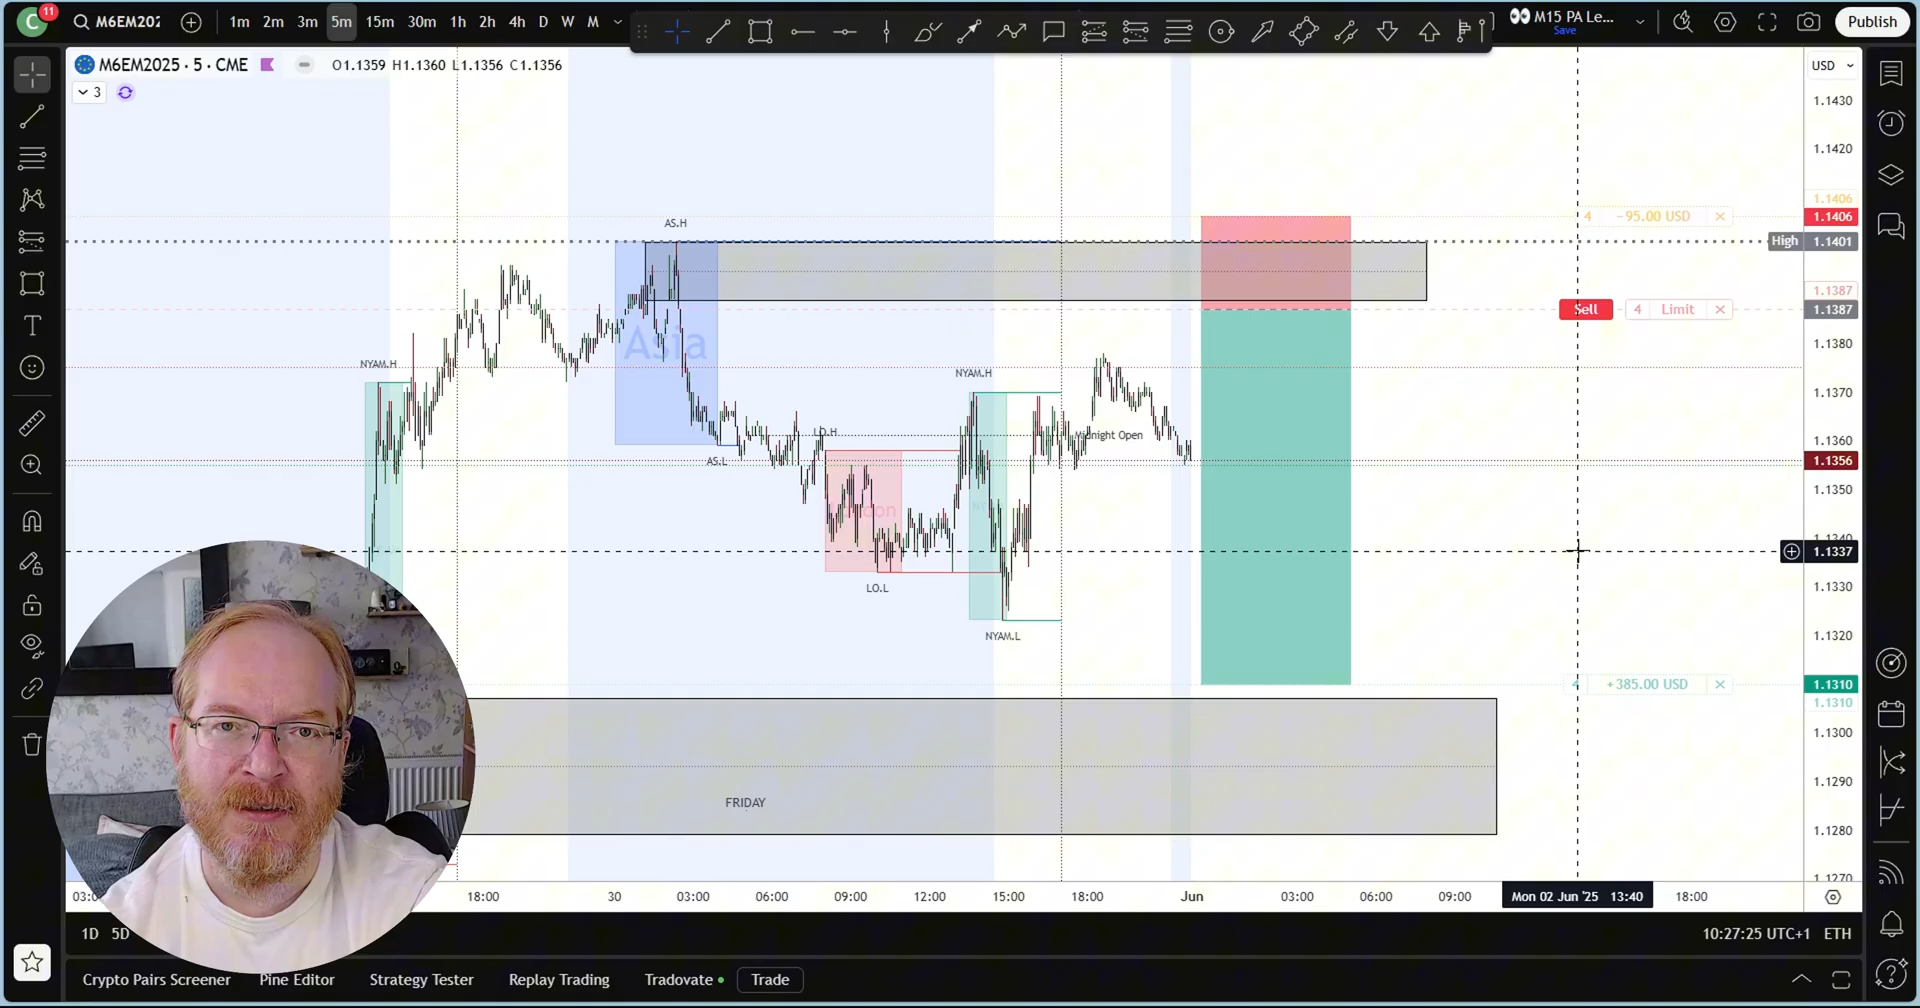 C 11 M6EM202 1m 2m 3m 5m 15m 30m 1h 2h 4h D W M M15 PA Le... Save Publish
M6EM2025 · 5 · CME O1.1359 H1.1360 L1.1356 C1.1356 USD
3
1.1430
1.1420
1.1406
4 −95.00 USD 1.1406
AS.H
High 1.1401
1.1387
Sell 4 Limit 1.1387
Asia
1.1380
NYAM.H
NYAM.H
1.1370
LO.H
Midnight Open
1.1360
AS.L
1.1356
1.1350
1.1337
LO.L
1.1330
NYAM.L
1.1320
4 +385.00 USD 1.1310
1.1310
1.1300
1.1290
FRIDAY
1.1280
1.1270
18:00 30 03:00 06:00 09:00 12:00 15:00 18:00 Jun 03:00 06:00 09:00 Mon 02 Jun '25 13:40 18:00
1D 5D 10:27:25 UTC+1 ETH
Crypto Pairs Screener Pine Editor Strategy Tester Replay Trading Tradovate Trade